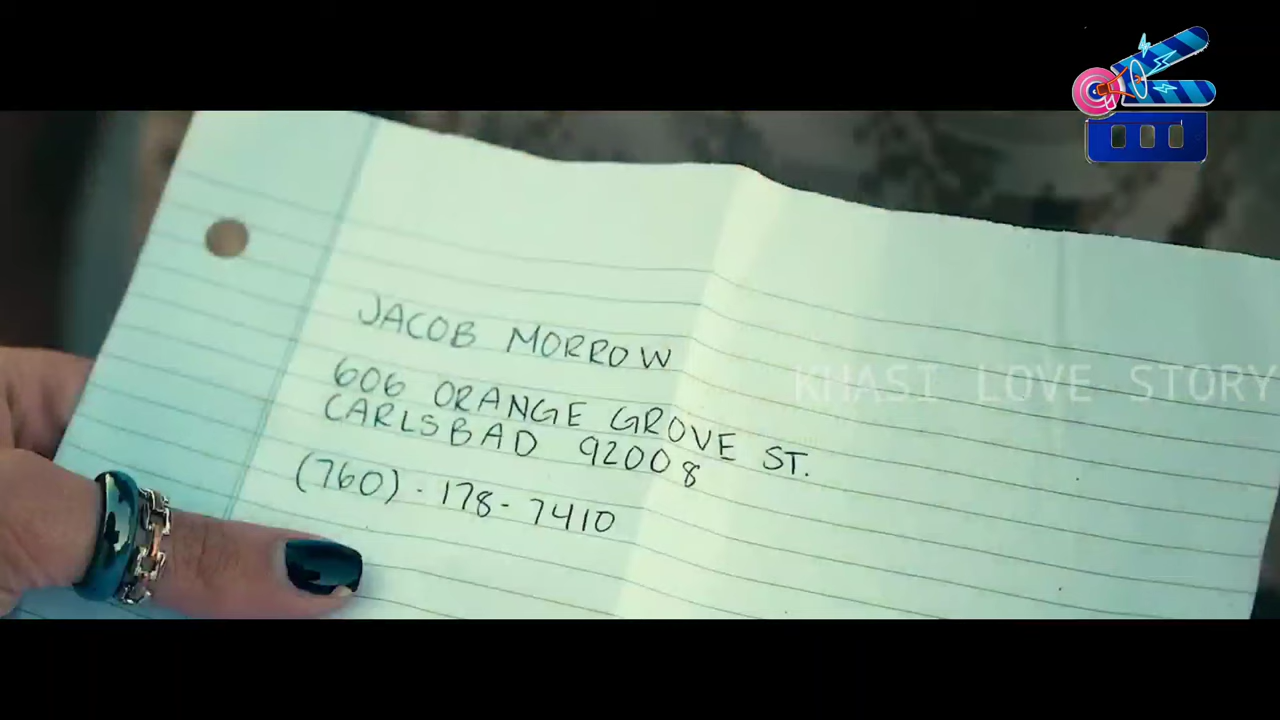 JACOB MORROW
606 ORANGE GROVE ST.
CARLSBAD 92008
(760)-178-7410
KHASI LOVE STORY